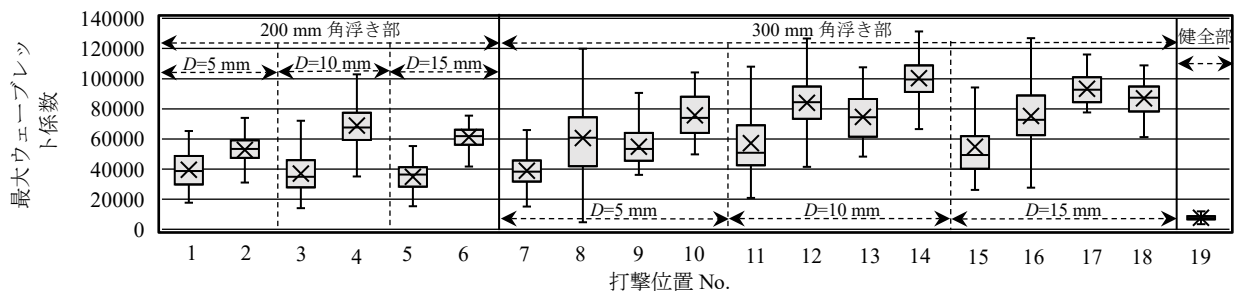 140000
120000
100000
80000
60000
40000
20000
0
最大ウェーブレッ
ト係数
200 mm 角浮き部
300 mm 角浮き部
健全部
D=5 mm
D=10 mm
D=15 mm
D=5 mm
D=10 mm
D=15 mm
1 2 3 4 5 6 7 8 9 10 11 12 13 14 15 16 17 18 19
打撃位置 No.